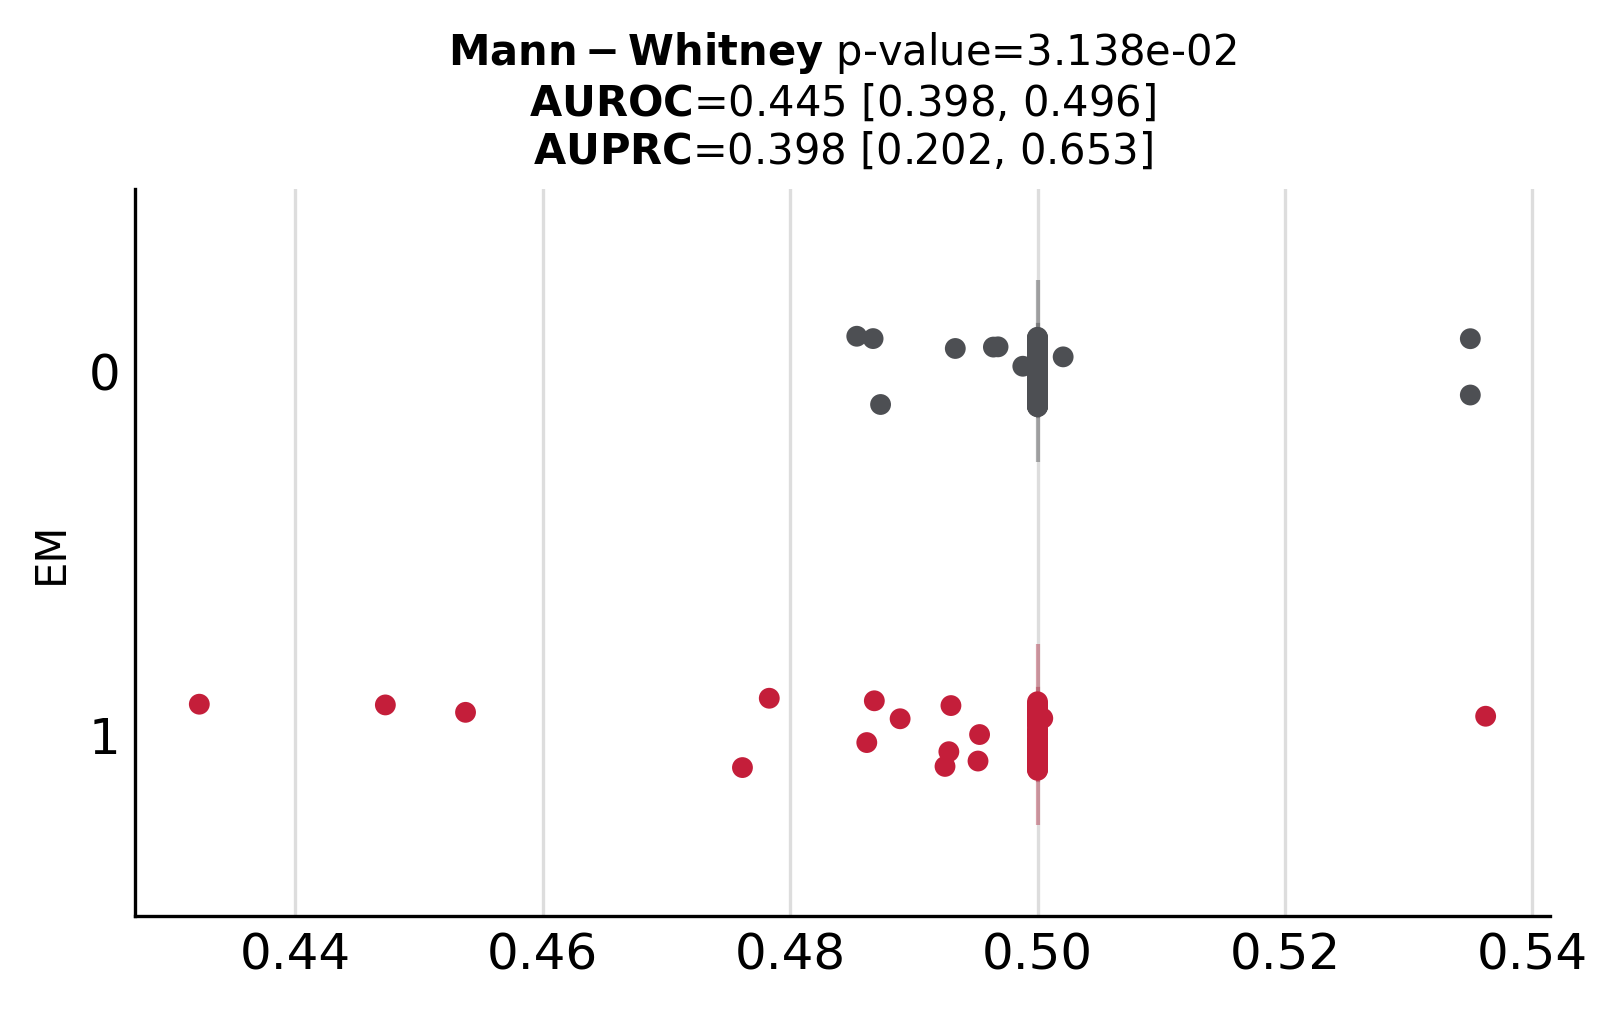 Mann − Whitney p-value=3.138e-02
AUROC=0.445 [0.398, 0.496]
AUPRC=0.398 [0.202, 0.653]
0
EM
1
0.44 0.46 0.48 0.50 0.52 0.54